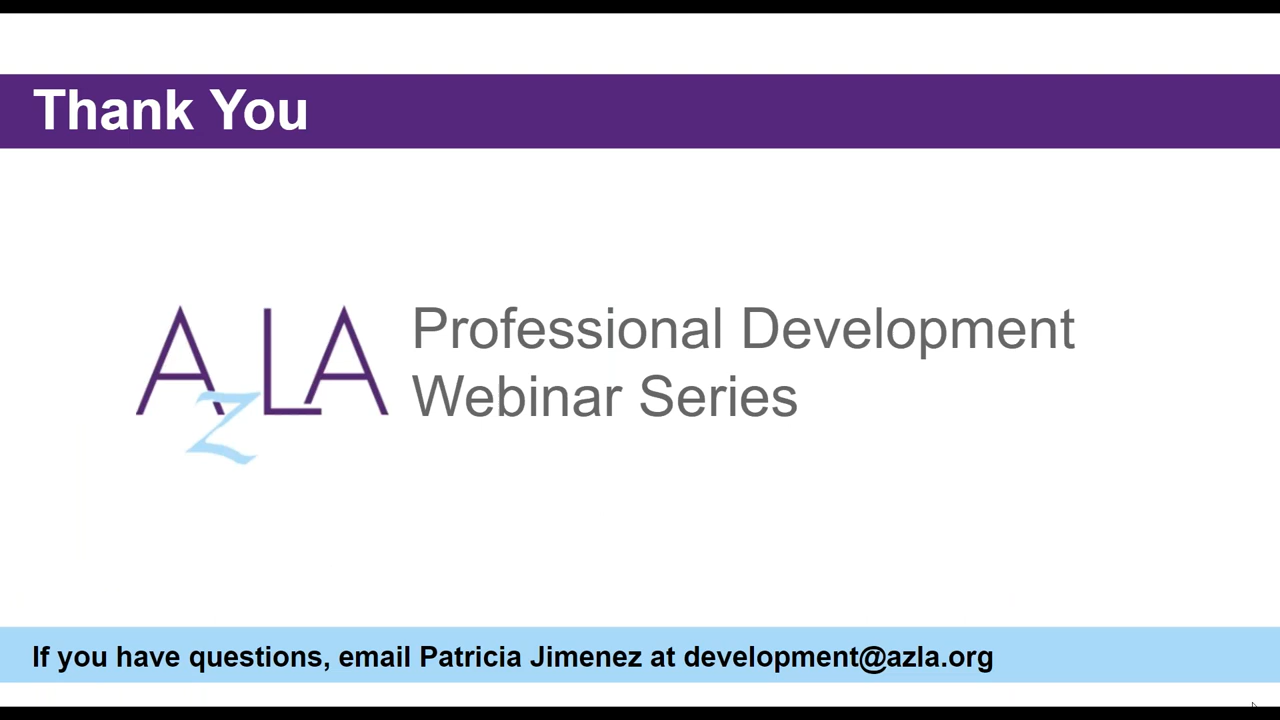 Thank You
AzLA
Professional Development
Webinar Series
If you have questions, email Patricia Jimenez at development@azla.org